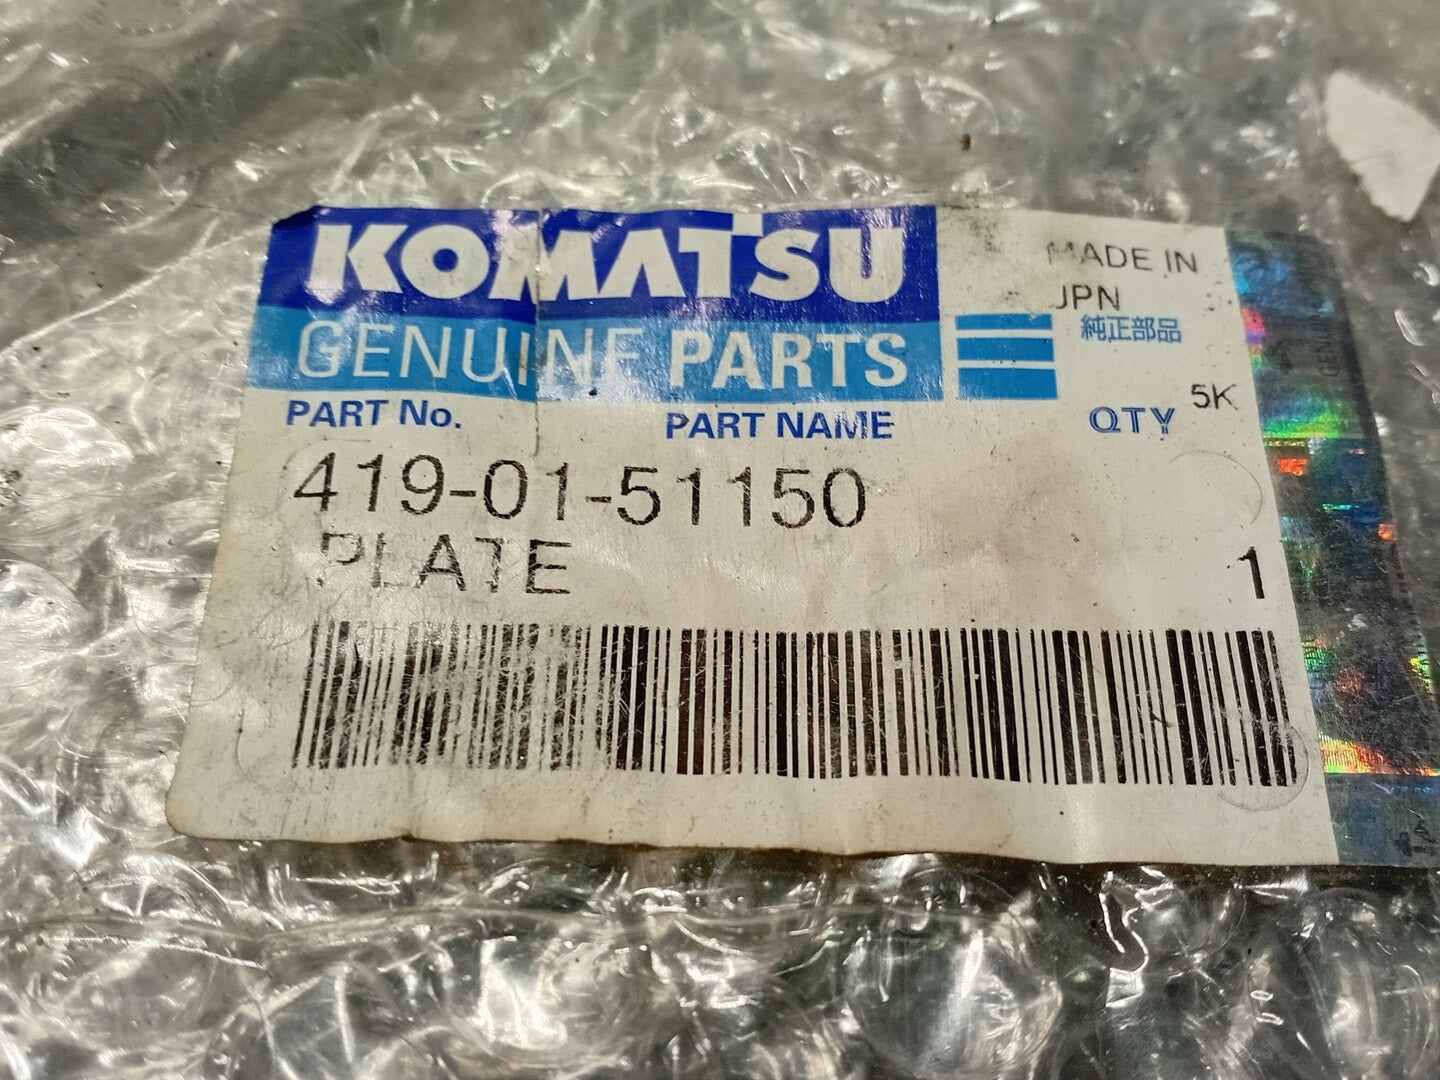 KOMATSU
GENUINE PARTS
MADE IN
JPN
純正部品
PART No.
PART NAME
QTY
5K
419-01-51150
PLATE
1